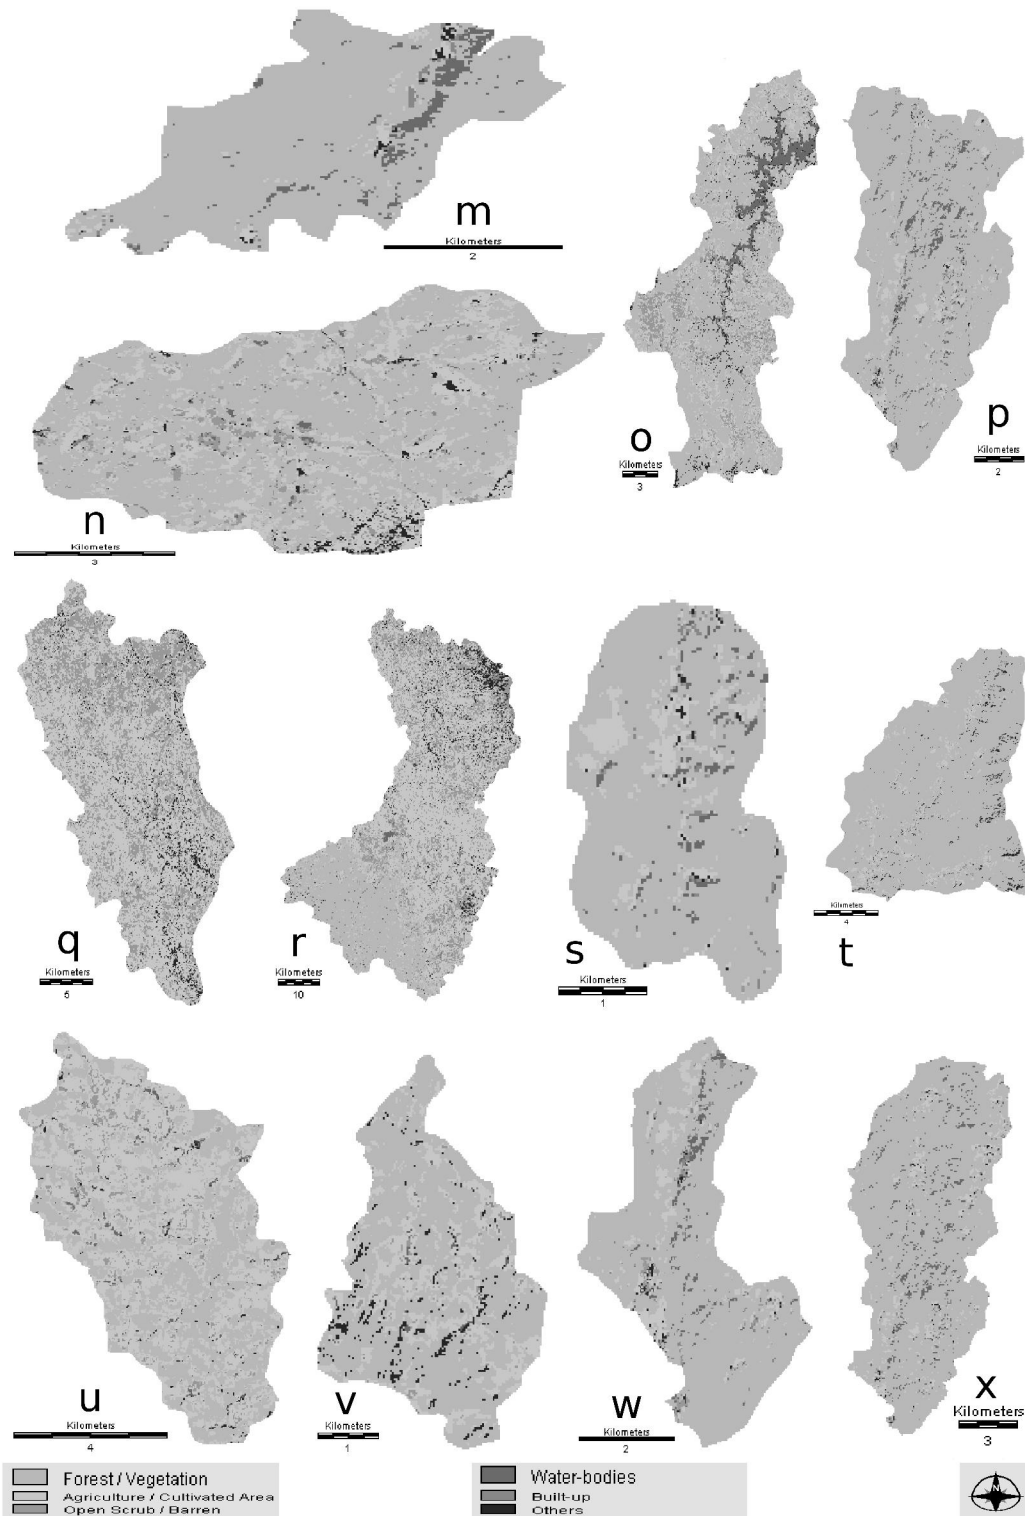 m
Kilometers
2
n
Kilometers
3
o
Kilometers
3
p
Kilometers
2
q
Kilometers
5
r
Kilometers
10
s
Kilometers
1
t
Kilometers
4
u
Kilometers
4
v
Kilometers
1
w
Kilometers
2
x
Kilometers
3
Forest / Vegetation
Agriculture / Cultivated Area
Open Scrub / Barren
Water-bodies
Built-up
Others
N